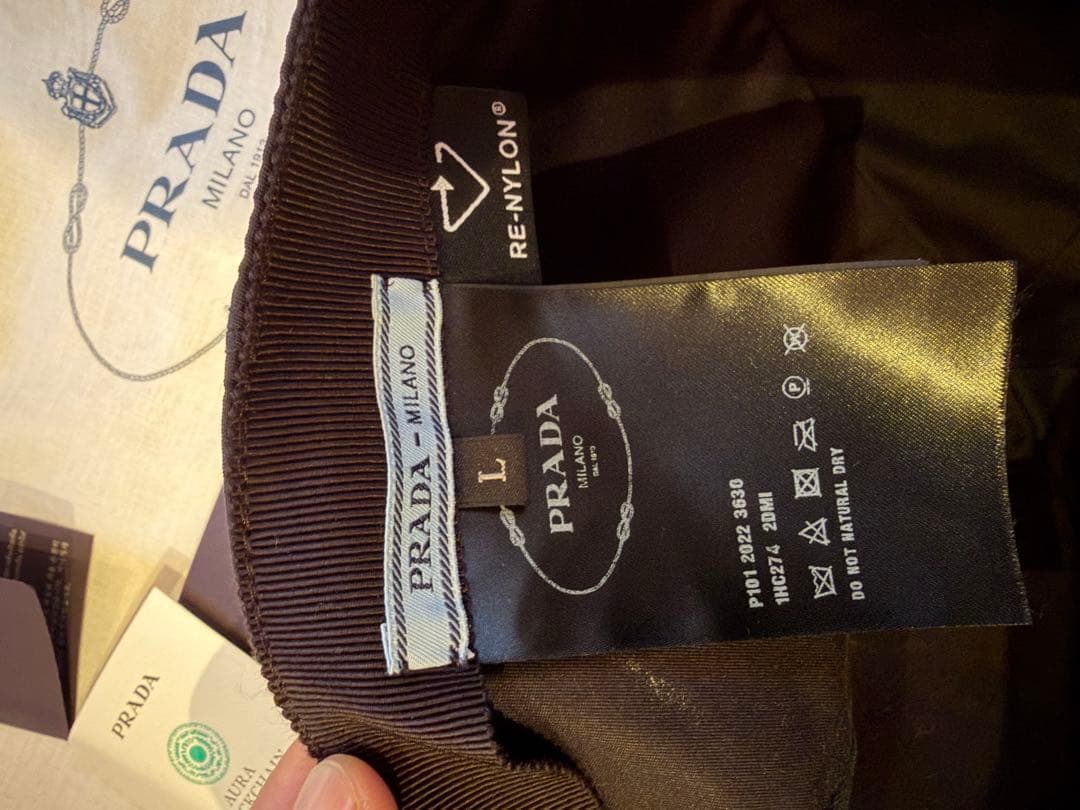 PRADA
MILANO
DAL 1913
RE-NYLON®
PRADA - MILANO
L
PRADA
MILANO
DAL 1913
P101 2022 3630
1HC274 2DMI
P
DO NOT NATURAL DRY
PRADA
AURA